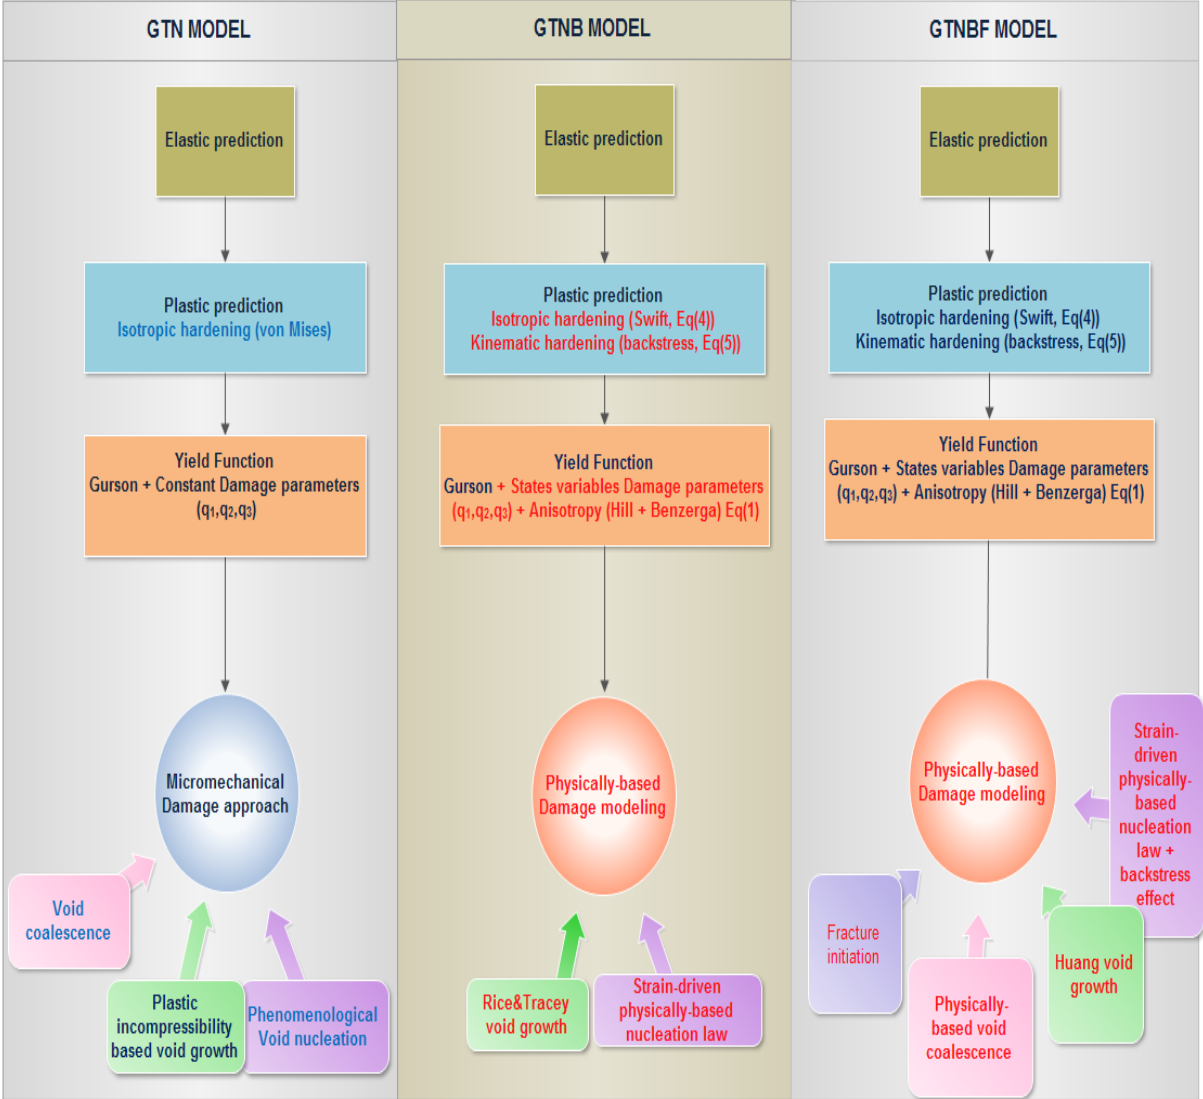 GTN MODEL
GTNB MODEL
GTNBF MODEL
Elastic prediction
Plastic prediction
Isotropic hardening (von Mises)
Yield Function
Gurson + Constant Damage parameters
(q₁,q₂,q₃)
Micromechanical
Damage approach
Void
coalescence
Plastic
incompressibility
based void growth
Phenomenological
Void nucleation
Elastic prediction
Plastic prediction
Isotropic hardening (Swift, Eq(4))
Kinematic hardening (backstress, Eq(5))
Yield Function
Gurson + States variables Damage parameters
(q₁,q₂,q₃) + Anisotropy (Hill + Benzerga) Eq(1)
Physically-based
Damage modeling
Rice&Tracey
void growth
Strain-driven
physically-based
nucleation law
Elastic prediction
Plastic prediction
Isotropic hardening (Swift, Eq(4))
Kinematic hardening (backstress, Eq(5))
Yield Function
Gurson + States variables Damage parameters
(q₁,q₂,q₃) + Anisotropy (Hill + Benzerga) Eq(1)
Physically-based
Damage modeling
Strain-
driven
physically-
based
nucleation
law +
backstress
effect
Fracture
initiation
Physically-
based void
coalescence
Huang void
growth